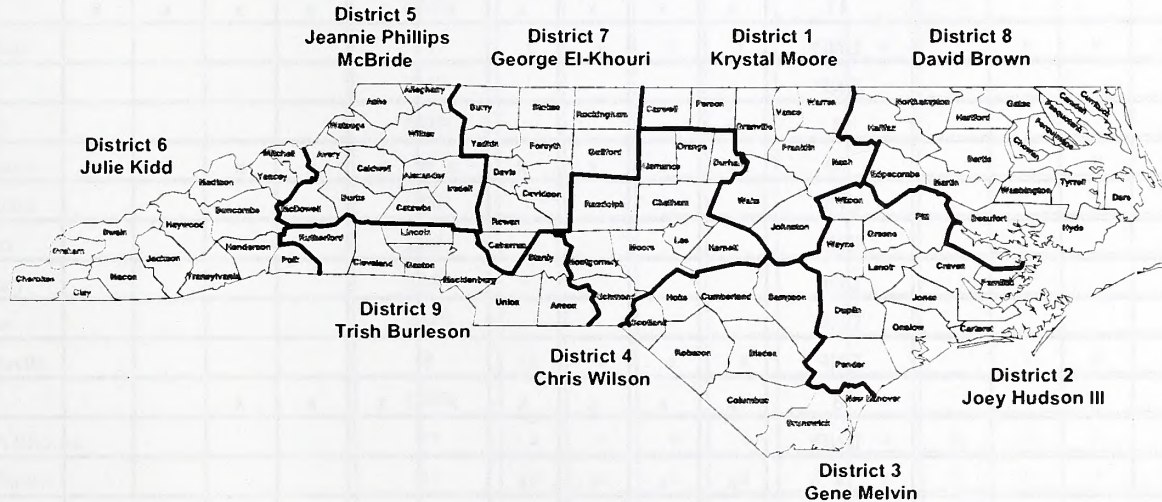 District 5
Jeannie Phillips
McBride
District 7
George El-Khouri
District 1
Krystal Moore
District 8
David Brown
District 6
Julie Kidd
District 9
Trish Burleson
District 4
Chris Wilson
District 2
Joey Hudson III
District 3
Gene Melvin
Ashe
Alleghany
Surry
Stokes
Rockingham
Caswell
Person
Granville
Vance
Warren
Northampton
Gates
Hertford
Halifax
Camden
Currituck
Pasquotank
Perquimans
Chowan
Watauga
Wilkes
Yadkin
Forsyth
Guilford
Alamance
Orange
Durham
Franklin
Nash
Bertie
Mitchell
Avery
Caldwell
Alexander
Iredell
Davie
Davidson
Randolph
Chatham
Wake
Edgecombe
Martin
Washington
Tyrrell
Dare
Madison
Yancey
McDowell
Burke
Catawba
Rowan
Johnston
Wilson
Pitt
Beaufort
Hyde
Buncombe
Haywood
Swain
Graham
Rutherford
Lincoln
Cabarrus
Stanly
Montgomery
Moore
Lee
Harnett
Wayne
Greene
Lenoir
Craven
Pamlico
Cherokee
Clay
Macon
Jackson
Transylvania
Henderson
Polk
Cleveland
Gaston
Mecklenburg
Union
Anson
Richmond
Scotland
Hoke
Cumberland
Sampson
Duplin
Jones
Onslow
Carteret
Robeson
Bladen
Pender
Columbus
New Hanover
Brunswick